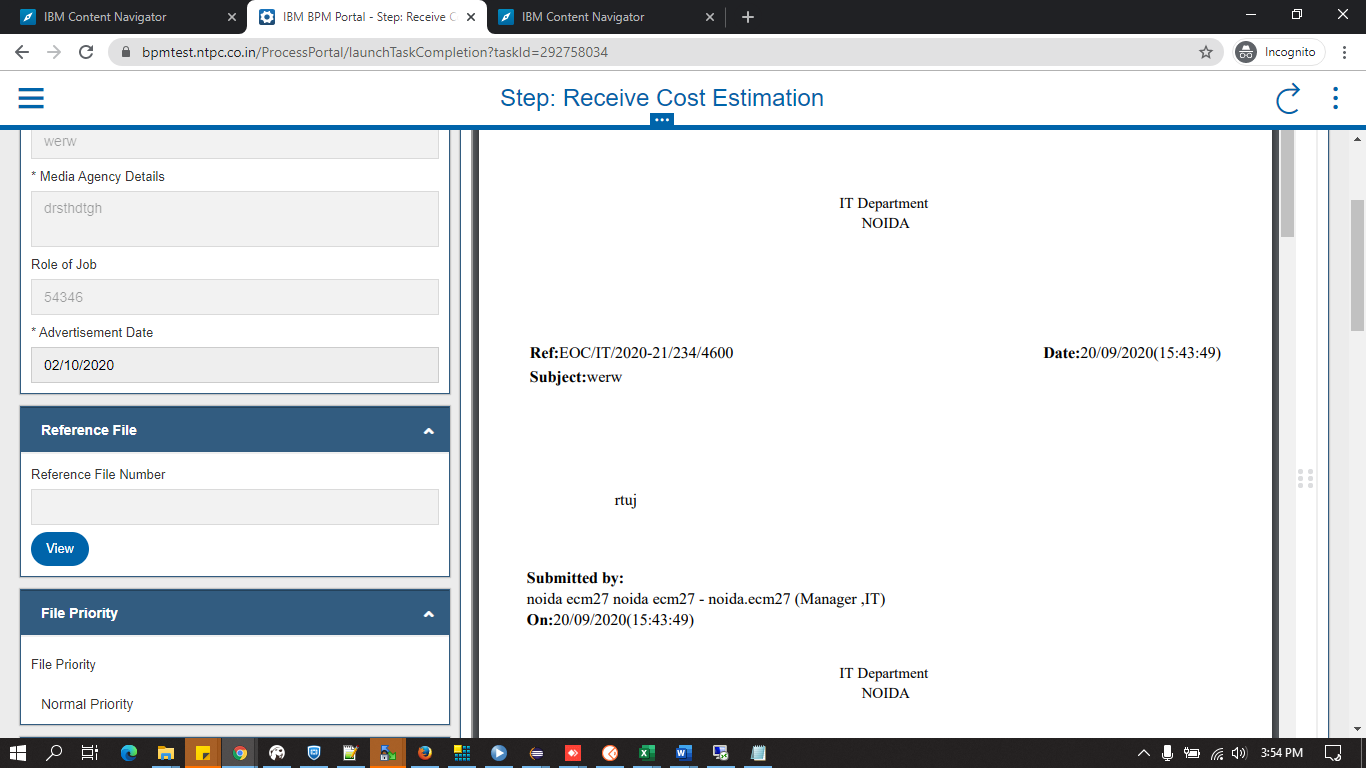 IBM Content Navigator
IBM BPM Portal - Step: Receive C
IBM Content Navigator
bpmtest.ntpc.co.in/ProcessPortal/launchTaskCompletion?taskId=292758034
Incognito
Step: Receive Cost Estimation
werw
* Media Agency Details
drsthdtgh
Role of Job
54346
* Advertisement Date
02/10/2020
Reference File
Reference File Number
View
File Priority
File Priority
Normal Priority
IT Department
NOIDA
Ref:EOC/IT/2020-21/234/4600
Date:20/09/2020(15:43:49)
Subject:werw
rtuj
Submitted by:
noida ecm27 noida ecm27 - noida.ecm27 (Manager ,IT)
On:20/09/2020(15:43:49)
IT Department
NOIDA
3:54 PM